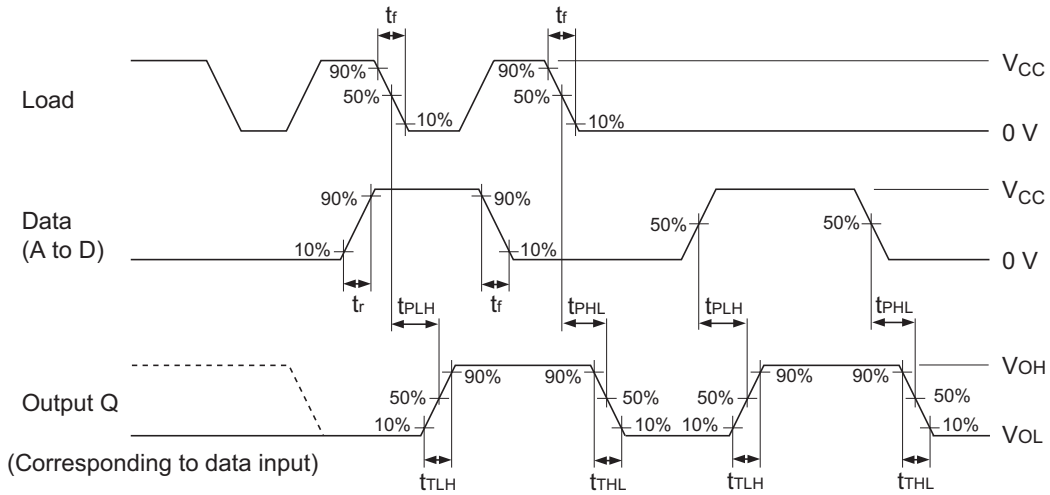 tf tf
90% 90% VCC
Load 50% 50%
10% 10% 0 V
90% 90% VCC
Data 50% 50%
(A to D) 10% 10% 0 V
tr tf tPLH tPHL tPLH tPHL
90% 90% 90% 90% VOH
Output Q 50% 50% 50% 50%
10% 10% 10% 10% VOL
(Corresponding to data input)
tTLH tTHL tTLH tTHL